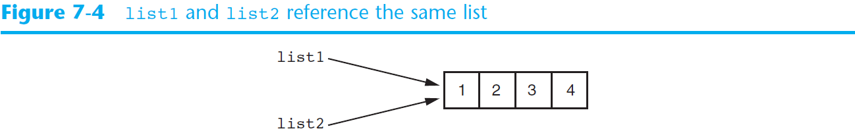 Figure 7-4 list1 and list2 reference the same list
list1
1 2 3 4
list2